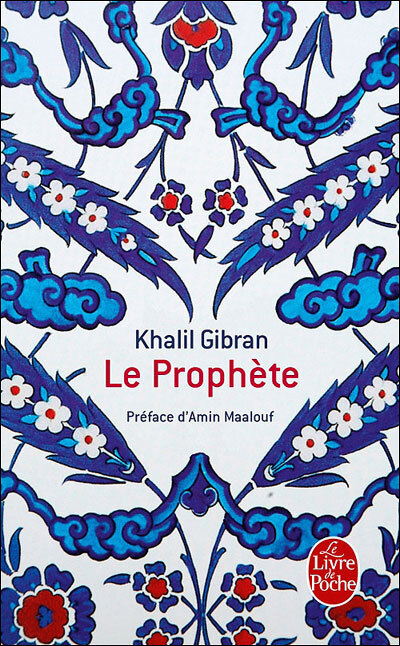 Khalil Gibran
Le Prophète
Préface d'Amin Maalouf
Le
Livre
de
Poche